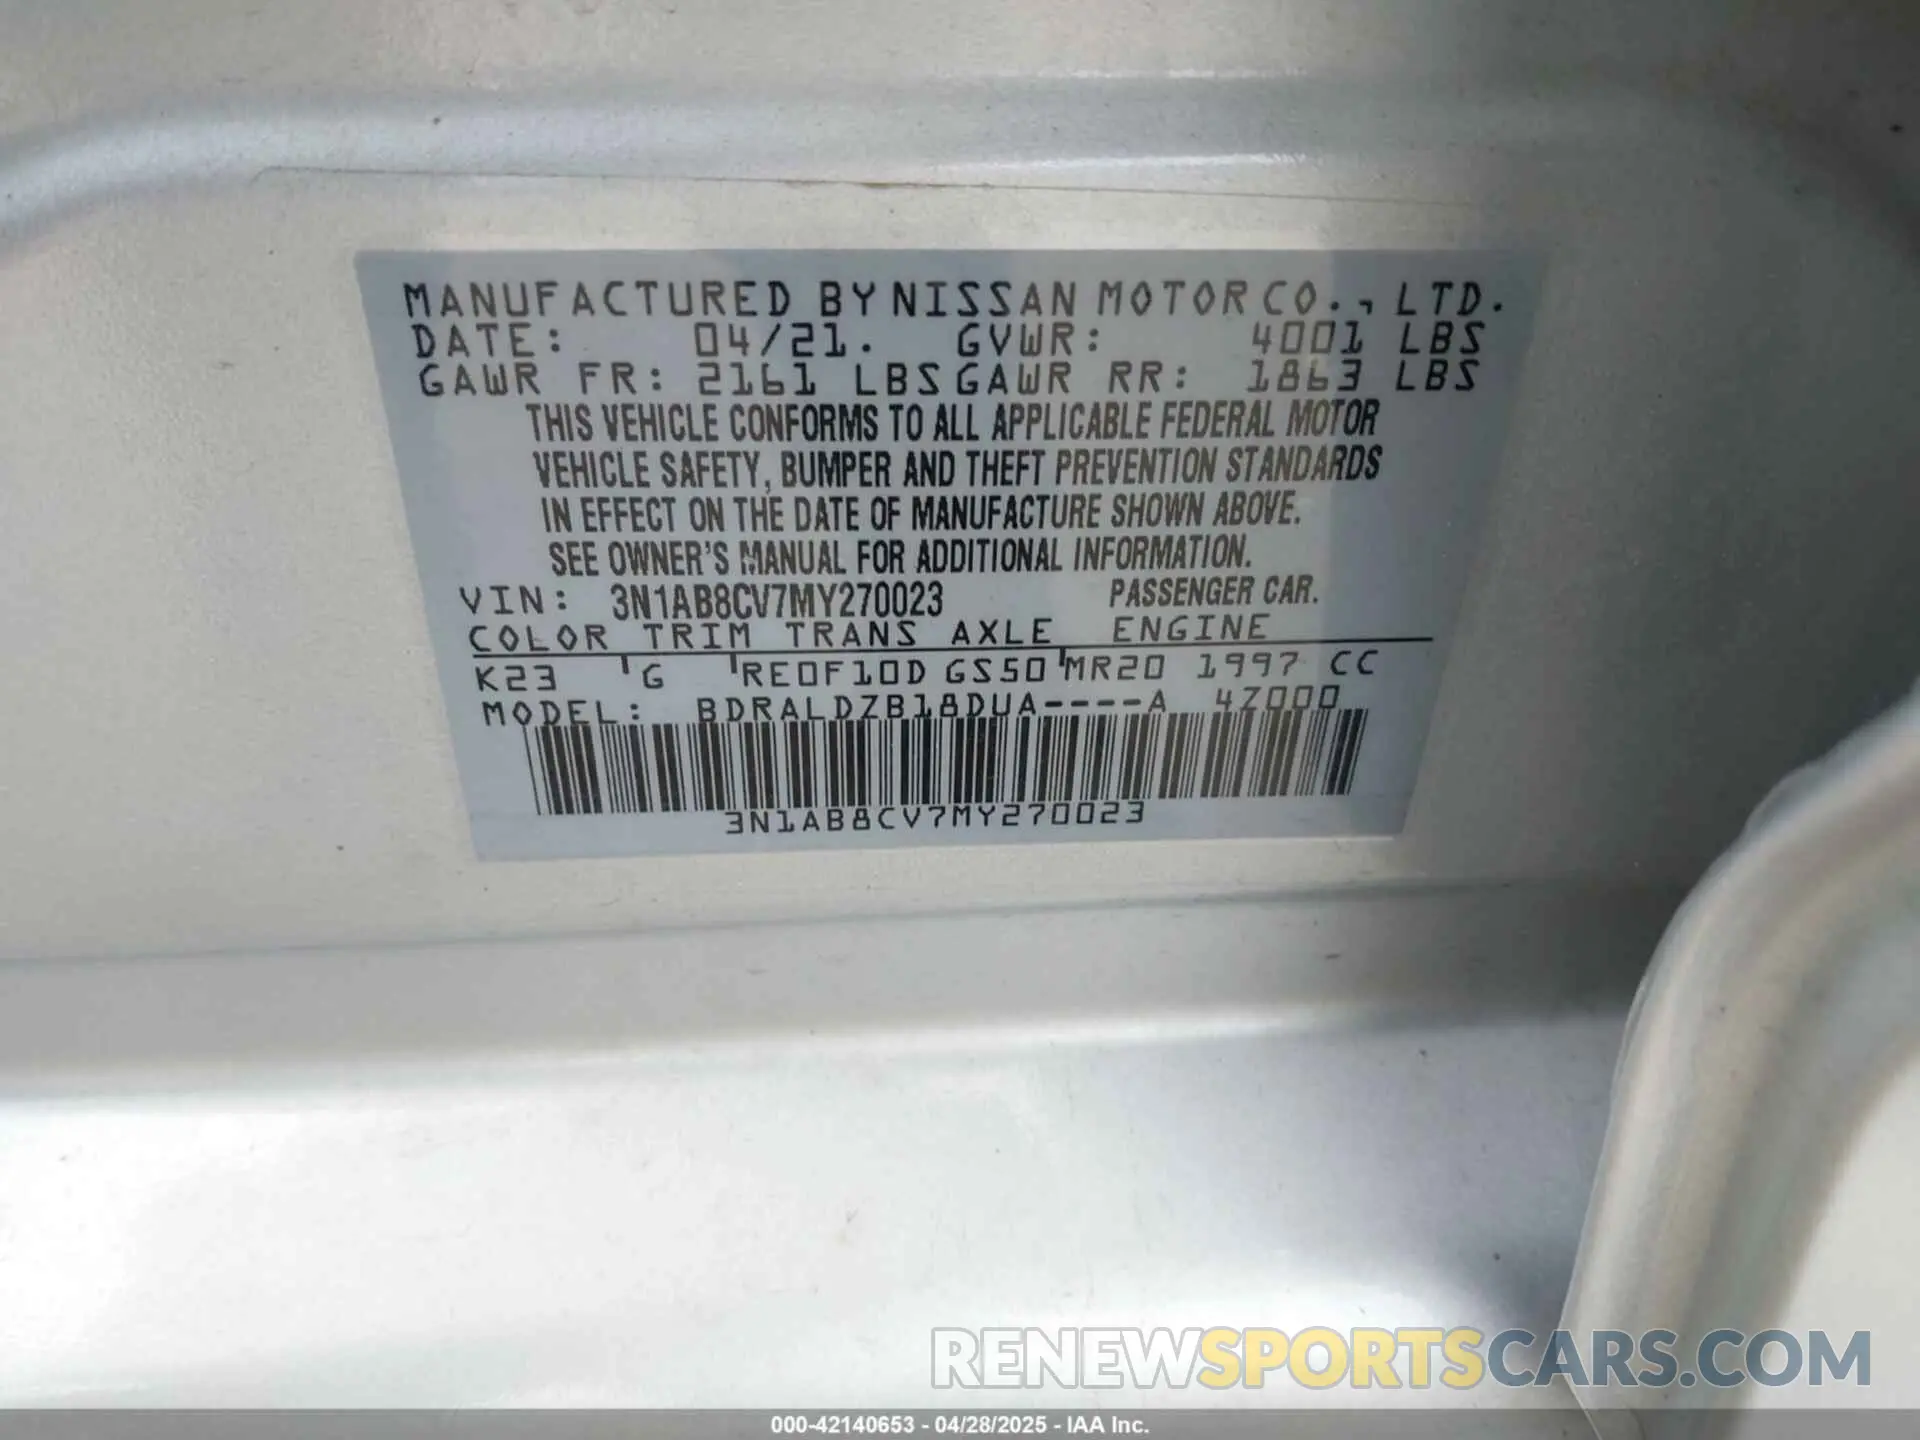 MANUFACTURED BY NISSAN MOTOR CO., LTD.
DATE: 04/21. GVWR: 4001 LBS
GAWR FR: 2161 LBS GAWR RR: 1863 LBS
THIS VEHICLE CONFORMS TO ALL APPLICABLE FEDERAL MOTOR
VEHICLE SAFETY, BUMPER AND THEFT PREVENTION STANDARDS
IN EFFECT ON THE DATE OF MANUFACTURE SHOWN ABOVE.
SEE OWNER'S MANUAL FOR ADDITIONAL INFORMATION.
VIN: 3N1AB8CV7MY270023 PASSENGER CAR.
COLOR TRIM TRANS AXLE ENGINE
K23 G RE0F10D GS50 MR20 1997 CC
MODEL: BDRALDZB18DUA----A 4Z000
3N1AB8CV7MY270023
RENEWSPORTSCARS.COM
000-42140653 - 04/28/2025 - IAA Inc.